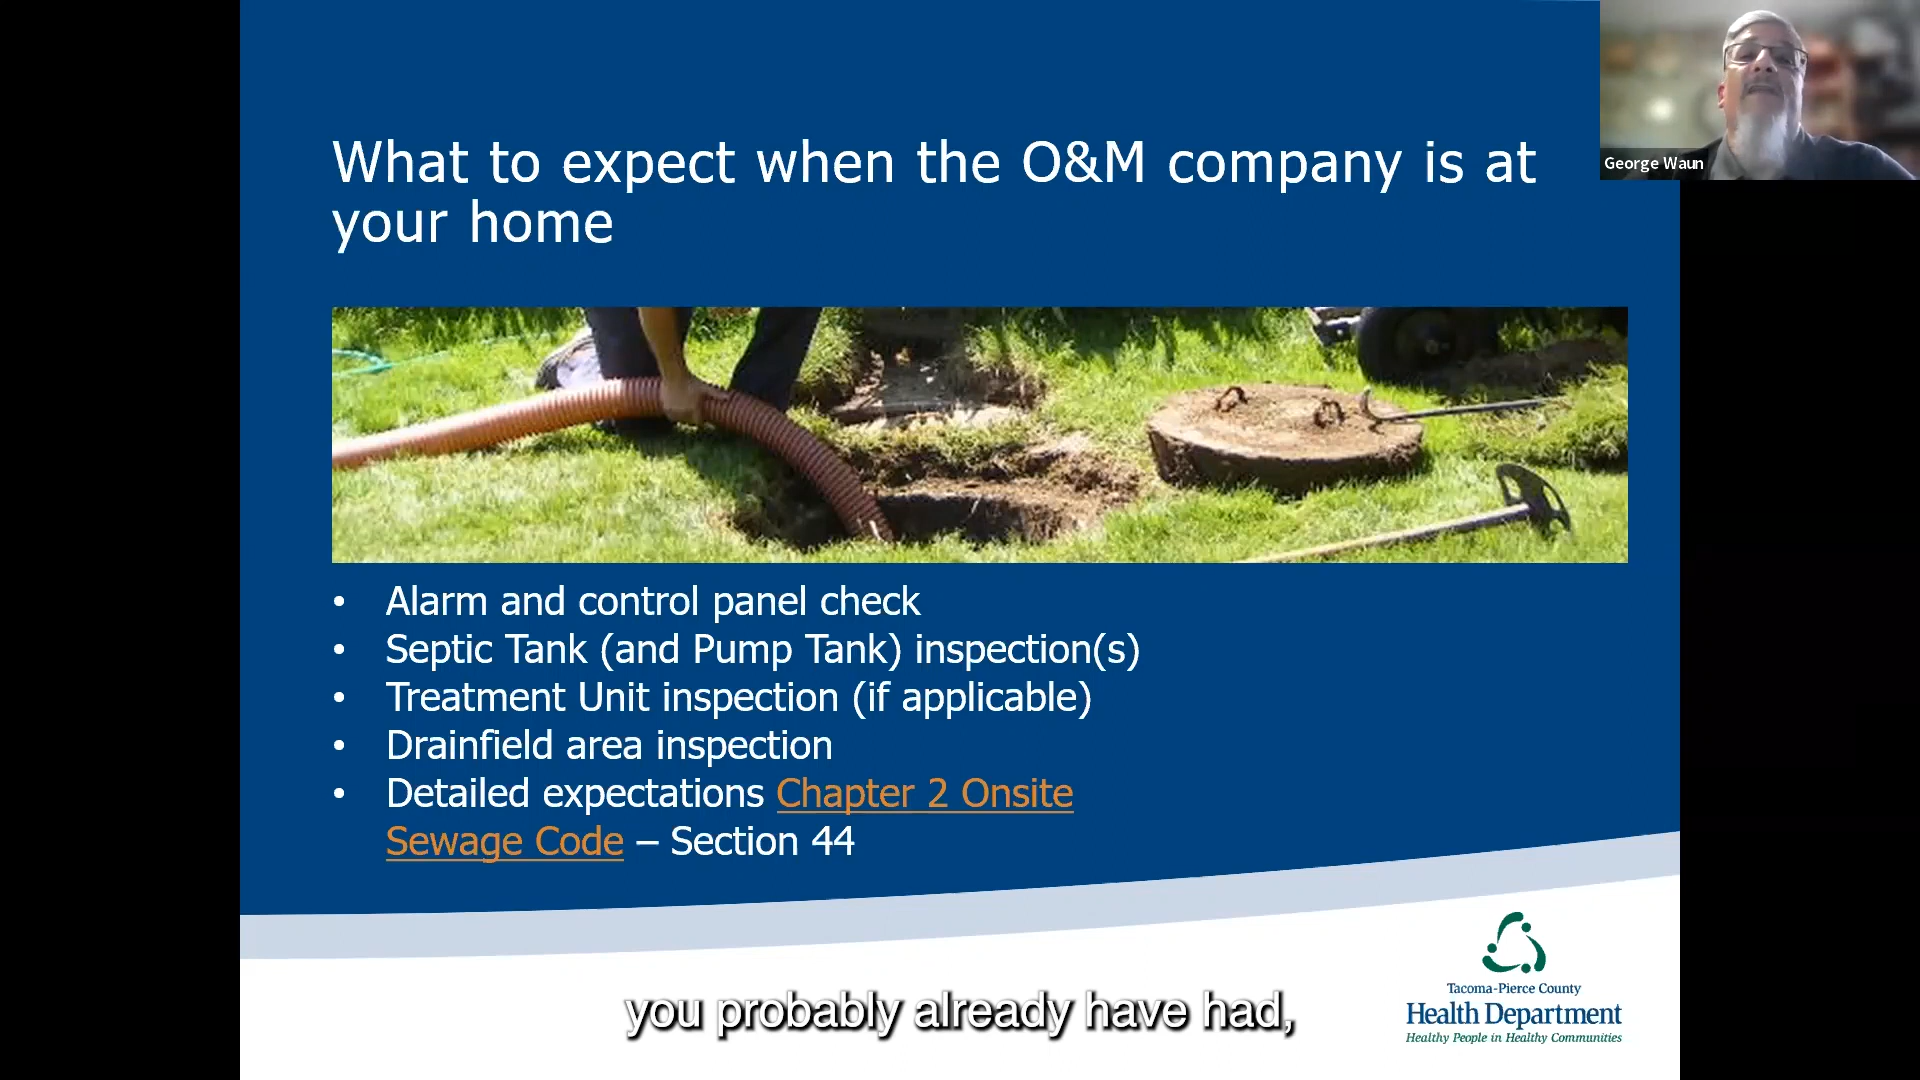 What to expect when the O&M company is at
your home
George Waun
• Alarm and control panel check
• Septic Tank (and Pump Tank) inspection(s)
• Treatment Unit inspection (if applicable)
• Drainfield area inspection
• Detailed expectations Chapter 2 Onsite
Sewage Code – Section 44
Tacoma-Pierce County
Health Department
Healthy People in Healthy Communities
you probably already have had,